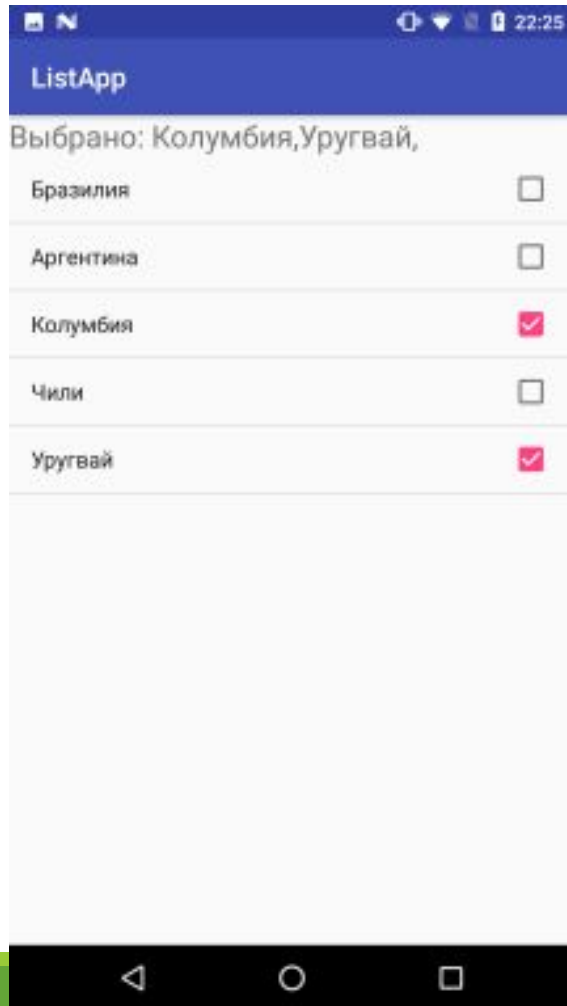 22:25
ListApp
Выбрано: Колумбия,Уругвай,
Бразилия
Аргентина
Колумбия
Чили
Уругвай